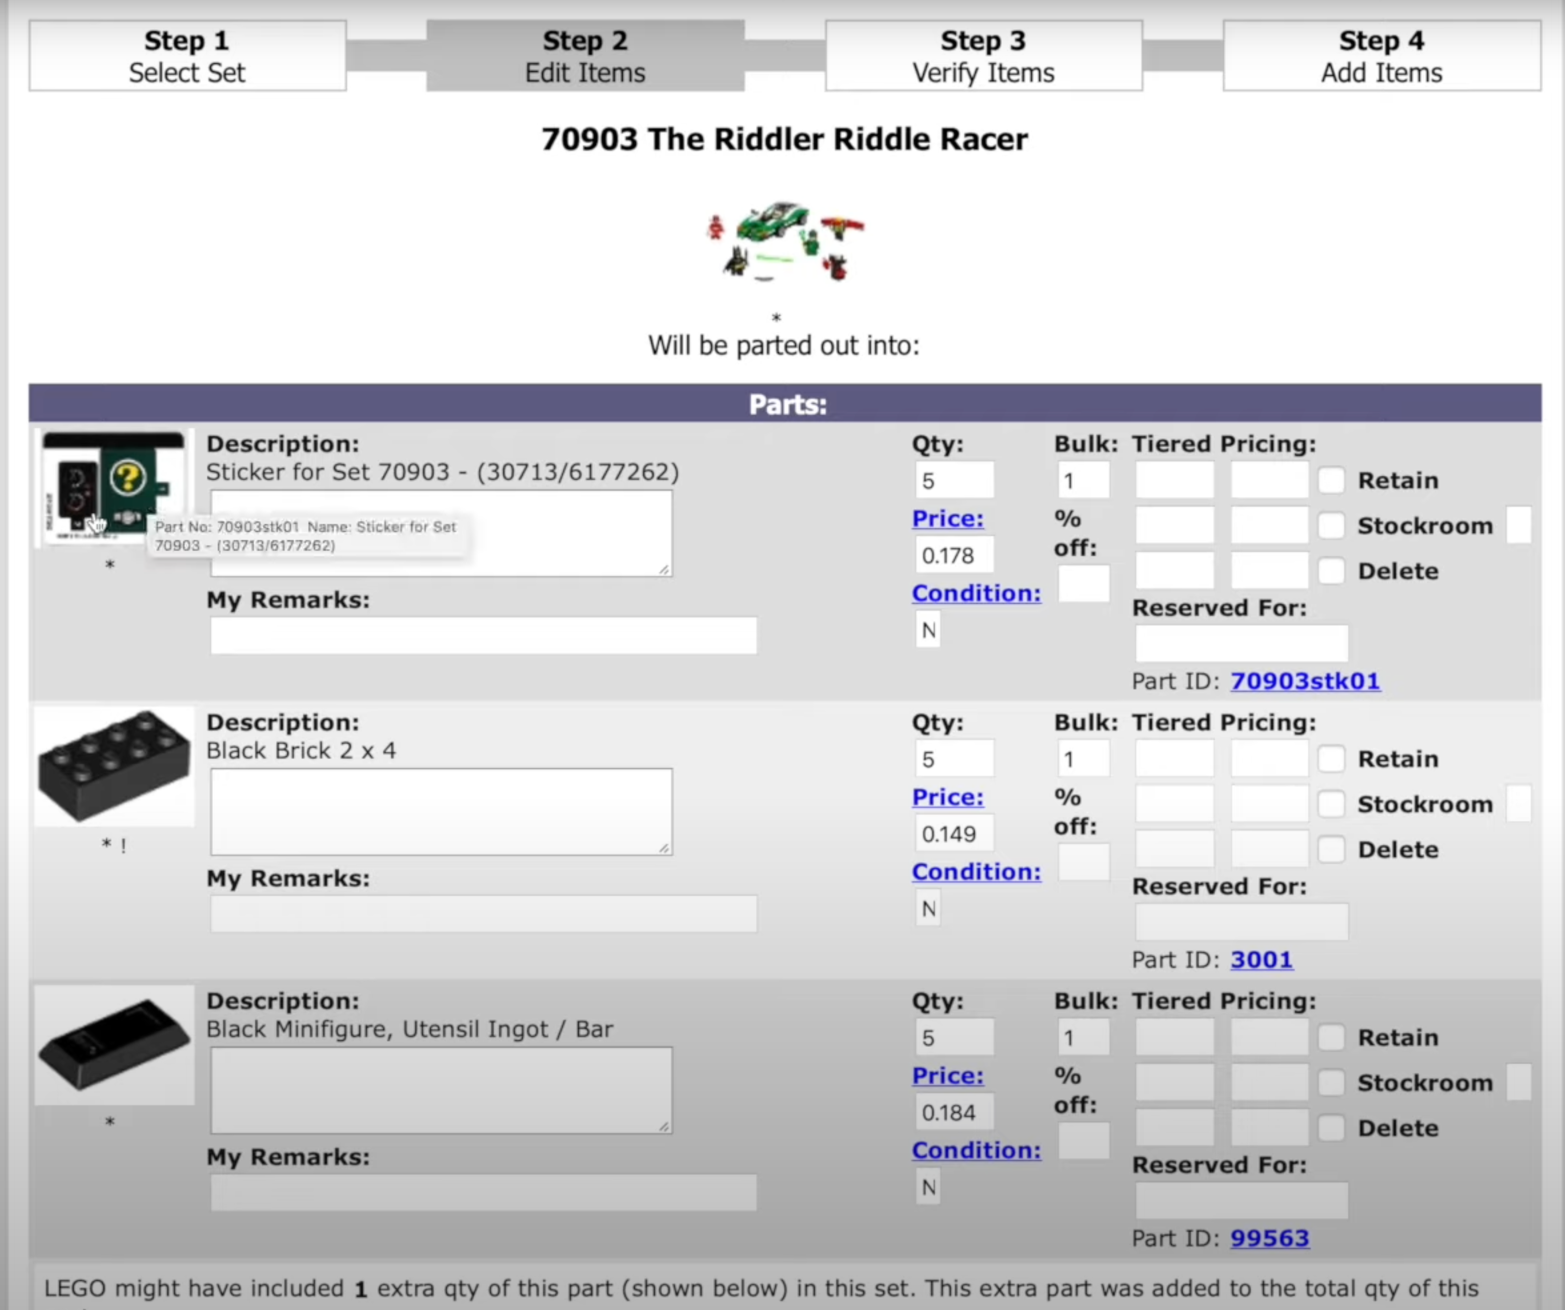 Step 1
Select Set
Step 2
Edit Items
Step 3
Verify Items
Step 4
Add Items
70903 The Riddler Riddle Racer
*
Will be parted out into:
Parts:
Description:
Sticker for Set 70903 - (30713/6177262)
?
Part No: 70903stk01 Name: Sticker for Set
70903 - (30713/6177262)
*
My Remarks:
Qty:
5
Price:
0.178
Condition:
N
Bulk:
1
%
off:
Tiered Pricing:
Retain
Stockroom
Delete
Reserved For:
Part ID: 70903stk01
Description:
Black Brick 2 x 4
* !
My Remarks:
Qty:
5
Price:
0.149
Condition:
N
Bulk:
1
%
off:
Tiered Pricing:
Retain
Stockroom
Delete
Reserved For:
Part ID: 3001
Description:
Black Minifigure, Utensil Ingot / Bar
*
My Remarks:
Qty:
5
Price:
0.184
Condition:
N
Bulk:
1
%
off:
Tiered Pricing:
Retain
Stockroom
Delete
Reserved For:
Part ID: 99563
LEGO might have included 1 extra qty of this part (shown below) in this set. This extra part was added to the total qty of this